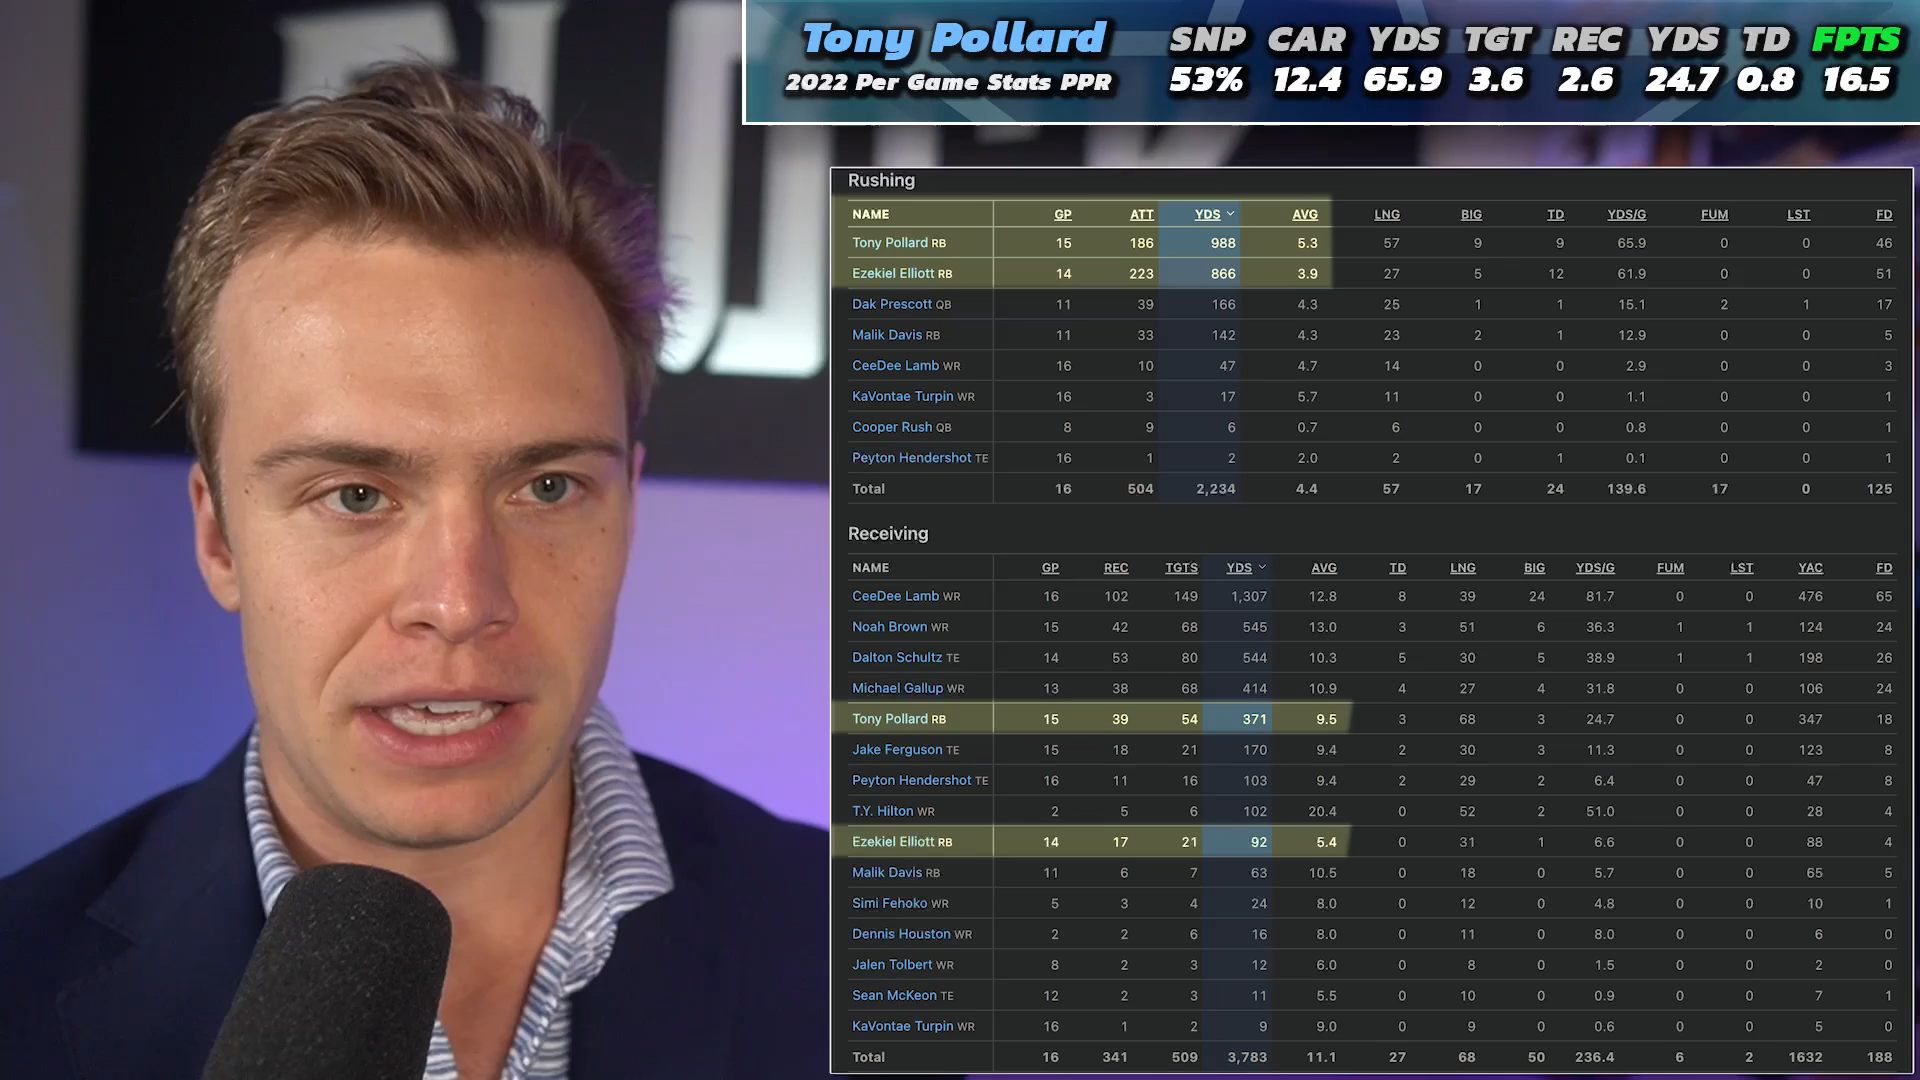 Tony Pollard
2022 Per Game Stats PPR
SNP CAR YDS TGT REC YDS TD FPTS
53% 12.4 65.9 3.6 2.6 24.7 0.8 16.5
Rushing
NAME GP ATT YDS AVG LNG BIG TD YDS/G FUM LST FD
Tony Pollard RB 15 186 988 5.3 57 9 9 65.9 0 0 46
Ezekiel Elliott RB 14 223 866 3.9 27 5 12 61.9 0 0 51
Dak Prescott QB 11 39 166 4.3 25 1 1 15.1 2 1 17
Malik Davis RB 11 33 142 4.3 23 2 1 12.9 0 0 5
CeeDee Lamb WR 16 10 47 4.7 14 0 0 2.9 0 0 3
KaVontae Turpin WR 16 3 17 5.7 11 0 0 1.1 0 0 1
Cooper Rush QB 8 9 6 0.7 6 0 0 0.8 0 0 1
Peyton Hendershot TE 16 1 2 2.0 2 0 1 0.1 0 0 1
Total 16 504 2,234 4.4 57 17 24 139.6 17 0 125
Receiving
NAME GP REC TGTS YDS AVG TD LNG BIG YDS/G FUM LST YAC FD
CeeDee Lamb WR 16 102 149 1,307 12.8 8 39 24 81.7 0 0 476 65
Noah Brown WR 15 42 68 545 13.0 3 51 6 36.3 1 1 124 24
Dalton Schultz TE 14 53 80 544 10.3 5 30 5 38.9 1 1 198 26
Michael Gallup WR 13 38 68 414 10.9 4 27 4 31.8 0 0 106 24
Tony Pollard RB 15 39 54 371 9.5 3 68 3 24.7 0 0 347 18
Jake Ferguson TE 15 18 21 170 9.4 2 30 3 11.3 0 0 123 8
Peyton Hendershot TE 16 11 16 103 9.4 2 29 2 6.4 0 0 47 8
T.Y. Hilton WR 2 5 6 102 20.4 0 52 2 51.0 0 0 28 4
Ezekiel Elliott RB 14 17 21 92 5.4 0 31 1 6.6 0 0 88 4
Malik Davis RB 11 6 7 63 10.5 0 18 0 5.7 0 0 65 5
Simi Fehoko WR 5 3 4 24 8.0 0 12 0 4.8 0 0 10 1
Dennis Houston WR 2 2 6 16 8.0 0 11 0 8.0 0 0 6 0
Jalen Tolbert WR 8 2 3 12 6.0 0 8 0 1.5 0 0 2 0
Sean McKeon TE 12 2 3 11 5.5 0 10 0 0.9 0 0 7 1
KaVontae Turpin WR 16 1 2 9 9.0 0 9 0 0.6 0 0 5 0
Total 16 341 509 3,783 11.1 27 68 50 236.4 6 2 1632 188